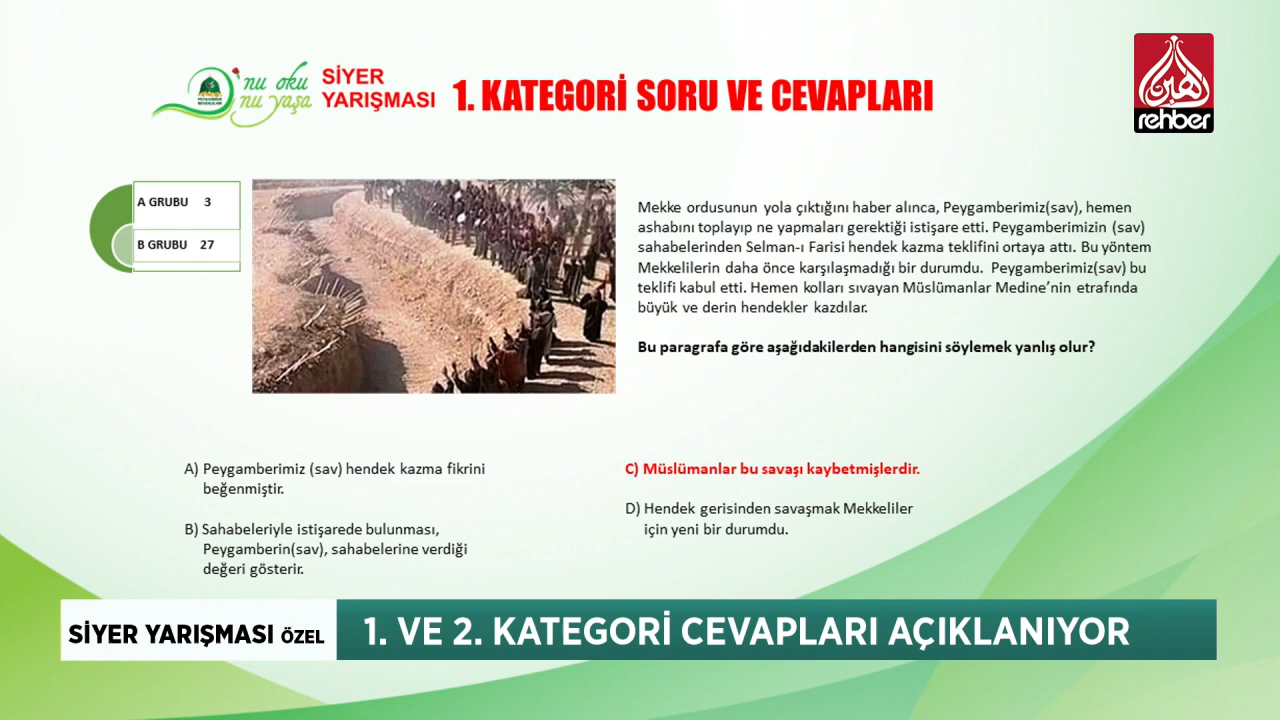 nu oku
nu yaşa
SİYER
YARIŞMASI
1. KATEGORİ SORU VE CEVAPLARI
rehber
A GRUBU 3
B GRUBU 27
Mekke ordusunun yola çıktığını haber alınca, Peygamberimiz(sav), hemen
ashabını toplayıp ne yapmaları gerektiği istişare etti. Peygamberimizin (sav)
sahabelerinden Selman-ı Farisi hendek kazma teklifini ortaya attı. Bu yöntem
Mekkelilerin daha önce karşılaşmadığı bir durumdu. Peygamberimiz(sav) bu
teklifi kabul etti. Hemen kolları sıvayan Müslümanlar Medine’nin etrafında
büyük ve derin hendekler kazdılar.
Bu paragrafa göre aşağıdakilerden hangisini söylemek yanlış olur?
A) Peygamberimiz (sav) hendek kazma fikrini
beğenmiştir.
B) Sahabeleriyle istişarede bulunması,
Peygamberin(sav), sahabelerine verdiği
değeri gösterir.
C) Müslümanlar bu savaşı kaybetmişlerdir.
D) Hendek gerisinden savaşmak Mekkeliler
için yeni bir durumdu.
SİYER YARIŞMASI ÖZEL
1. VE 2. KATEGORİ CEVAPLARI AÇIKLANIYOR